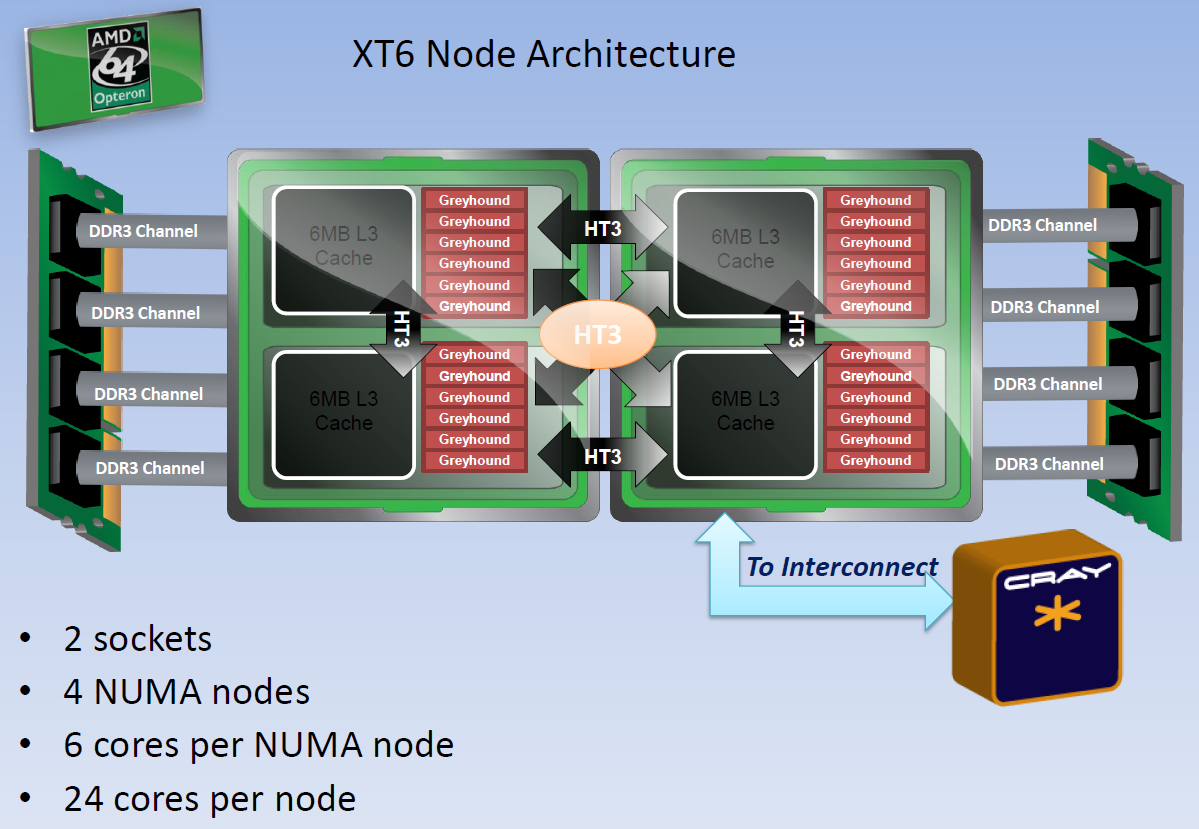 AMD
64
Opteron
XT6 Node Architecture
DDR3 Channel
DDR3 Channel
DDR3 Channel
DDR3 Channel
6MB L3
Cache
Greyhound
Greyhound
Greyhound
Greyhound
Greyhound
Greyhound
HT3
6MB L3
Cache
Greyhound
Greyhound
Greyhound
Greyhound
Greyhound
Greyhound
HT3
HT3
HT3
6MB L3
Cache
Greyhound
Greyhound
Greyhound
Greyhound
Greyhound
Greyhound
HT3
6MB L3
Cache
Greyhound
Greyhound
Greyhound
Greyhound
Greyhound
Greyhound
HT3
DDR3 Channel
DDR3 Channel
DDR3 Channel
DDR3 Channel
To Interconnect
CRAY
• 2 sockets
• 4 NUMA nodes
• 6 cores per NUMA node
• 24 cores per node